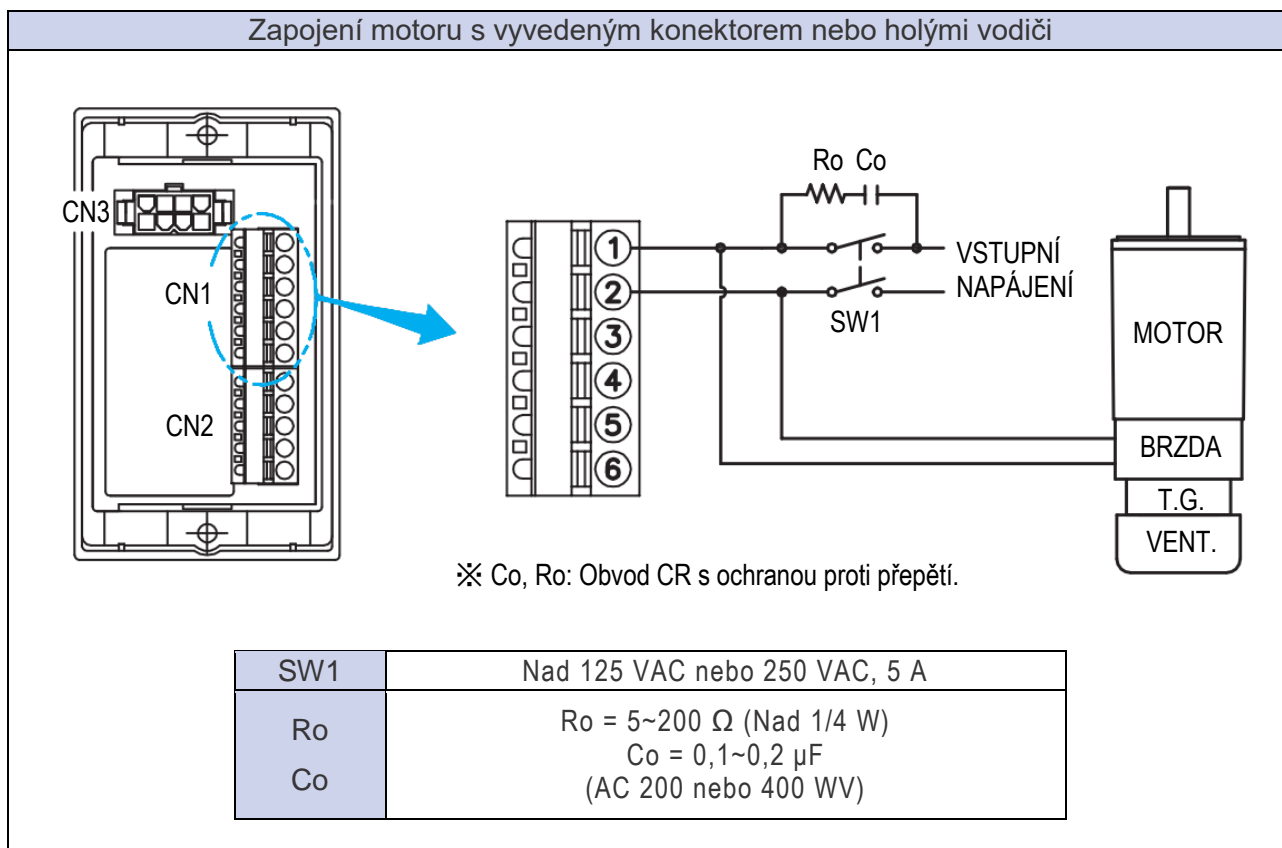 Zapojení motoru s vyvedeným konektorem nebo holými vodiči
CN3
CN1
CN2
1
2
3
4
5
6
Ro Co
SW1
VSTUPNÍ
NAPÁJENÍ
MOTOR
BRZDA
T.G.
VENT.
※ Co, Ro: Obvod CR s ochranou proti přepětí.
SW1
Nad 125 VAC nebo 250 VAC, 5 A
Ro
Co
Ro = 5~200 Ω (Nad 1/4 W)
Co = 0,1~0,2 µF
(AC 200 nebo 400 WV)